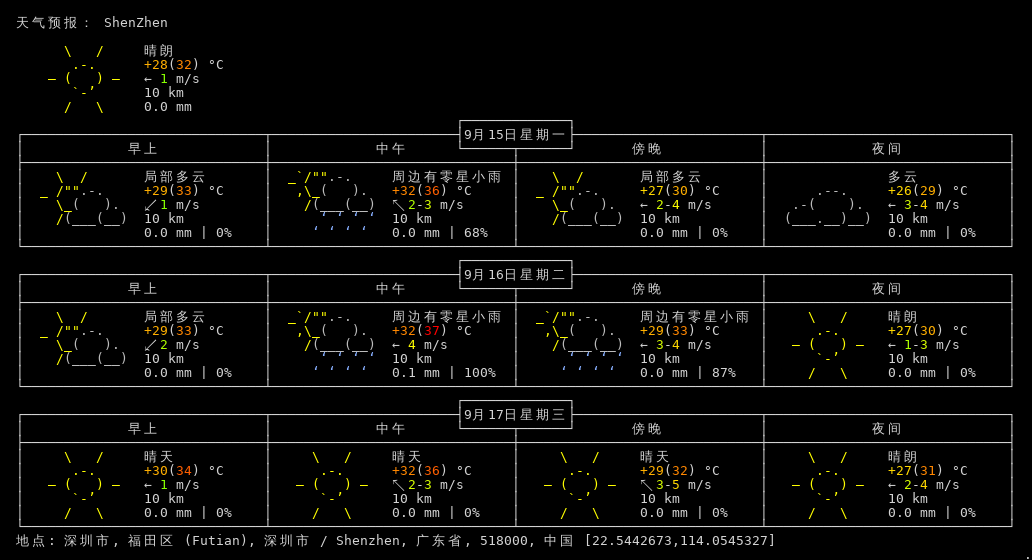 天气预报： ShenZhen
晴朗
+28(32) °C
← 1 m/s
10 km
0.0 mm
9月15日星期一
早上 中午 傍晚 夜间
局部多云 周边有零星小雨 局部多云 多云
+29(33) °C +32(36) °C +27(30) °C +26(29) °C
↙ 1 m/s ↖ 2-3 m/s ← 2-4 m/s ← 3-4 m/s
10 km 10 km 10 km 10 km
0.0 mm | 0% 0.0 mm | 68% 0.0 mm | 0% 0.0 mm | 0%
9月16日星期二
早上 中午 傍晚 夜间
局部多云 周边有零星小雨 周边有零星小雨 晴朗
+29(33) °C +32(37) °C +29(33) °C +27(30) °C
↙ 2 m/s ← 4 m/s ← 3-4 m/s ← 1-3 m/s
10 km 10 km 10 km 10 km
0.0 mm | 0% 0.1 mm | 100% 0.0 mm | 87% 0.0 mm | 0%
9月17日星期三
早上 中午 傍晚 夜间
晴天 晴天 晴天 晴朗
+30(34) °C +32(36) °C +29(32) °C +27(31) °C
← 1 m/s ↖ 2-3 m/s ↖ 3-5 m/s ← 2-4 m/s
10 km 10 km 10 km 10 km
0.0 mm | 0% 0.0 mm | 0% 0.0 mm | 0% 0.0 mm | 0%
地点: 深圳市, 福田区 (Futian), 深圳市 / Shenzhen, 广东省, 518000, 中国 [22.5442673,114.0545327]